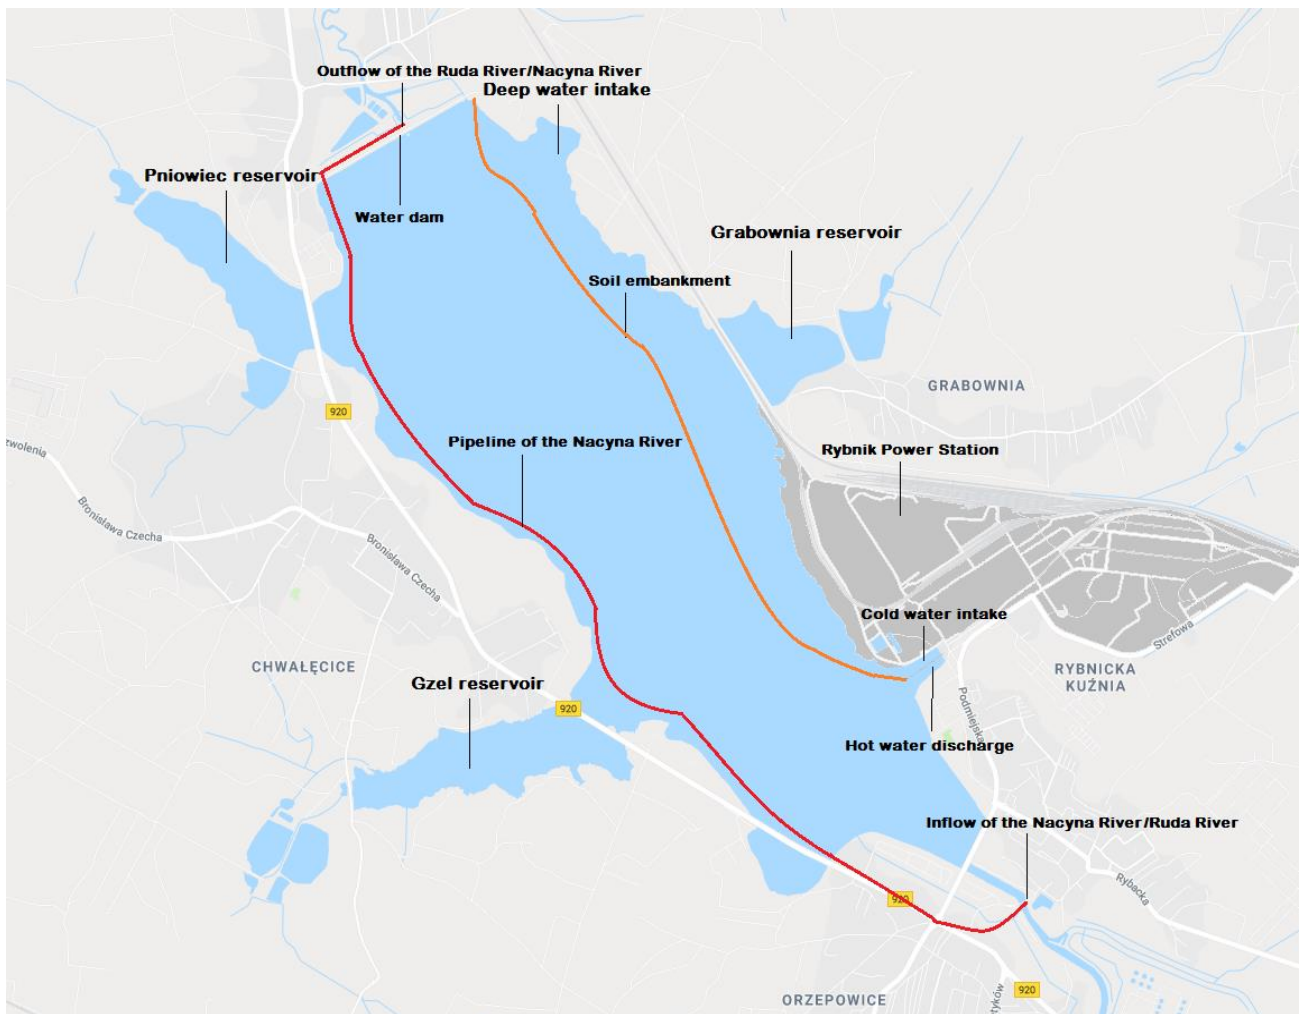 Outflow of the Ruda River/Nacyna River
Deep water intake
Pniowiec reservoir
Water dam
Grabownia reservoir
Soil embankment
GRABOWNIA
920
zwolenia
Pipeline of the Nacyna River
Rybnik Power Station
Bronisława Czecha
Bronisława Czecha
Cold water intake
Strefowa
CHWAŁĘCICE
RYBNICKA
KUŹNIA
Gzel reservoir
920
Podmiejska
Hot water discharge
Inflow of the Nacyna River/Ruda River
Rybacka
920
920
ORZEPOWICE
tyków